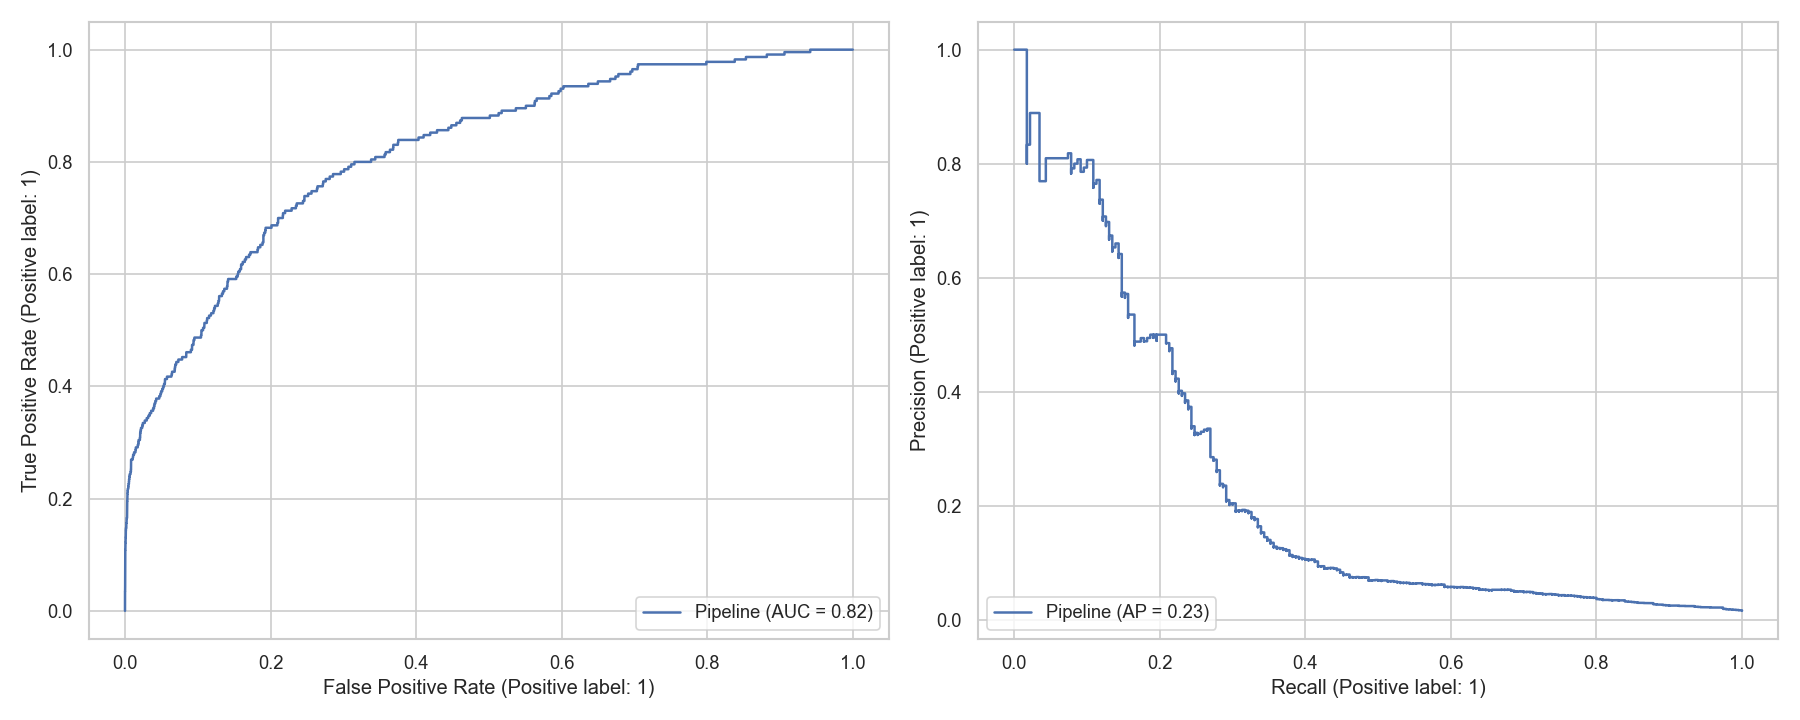 1.0
0.8
0.6
0.4
0.2
0.0
True Positive Rate (Positive label: 1)
0.0 0.2 0.4 0.6 0.8 1.0
False Positive Rate (Positive label: 1)
Pipeline (AUC = 0.82)
1.0
0.8
0.6
0.4
0.2
0.0
Precision (Positive label: 1)
0.0 0.2 0.4 0.6 0.8 1.0
Recall (Positive label: 1)
Pipeline (AP = 0.23)